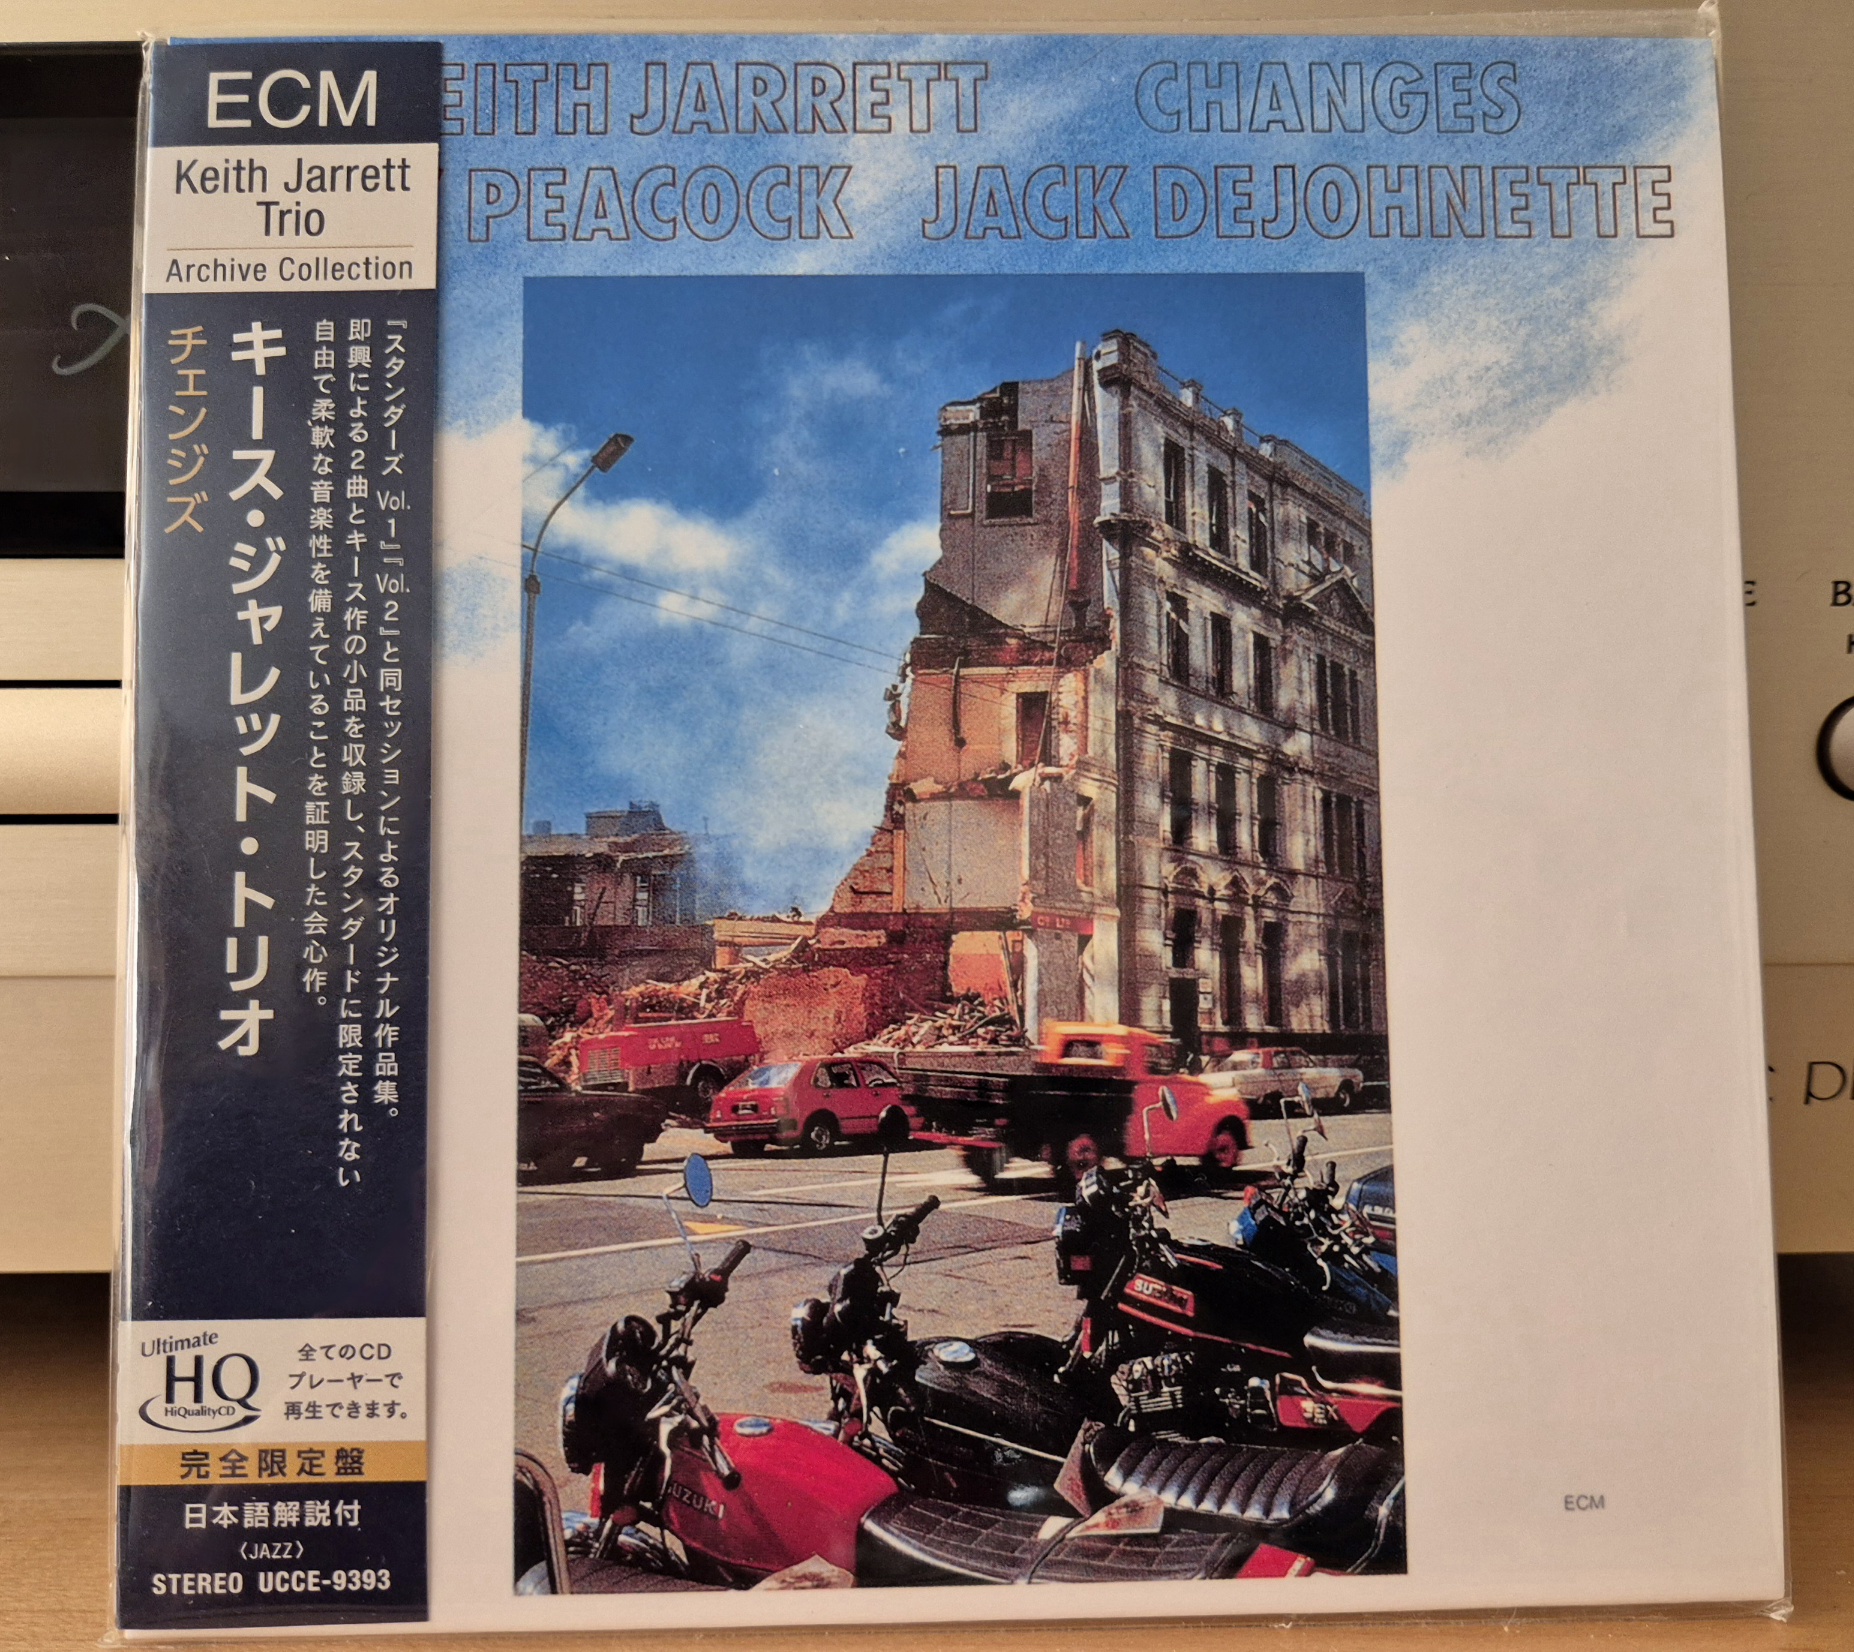 ECM
Keith Jarrett
Trio
Archive Collection
『スタンダーズ Vol.1』『Vol.2』と同セッションによるオリジナル作品集。
即興による2曲とキース作の小品を収録し、スタンダードに限定されない
自由で柔軟な音楽性を備えていることを証明した会心作。
キース・ジャレット・トリオ
チェンジズ
Ultimate
HQ
HiQualityCD
全てのCD
プレーヤーで
再生できます。
完全限定盤
日本語解説付
〈JAZZ〉
STEREO UCCE-9393
EITH JARRETT CHANGES
PEACOCK JACK DEJOHNETTE
CO LTD
SUZUKI
SUZUKI
ECM